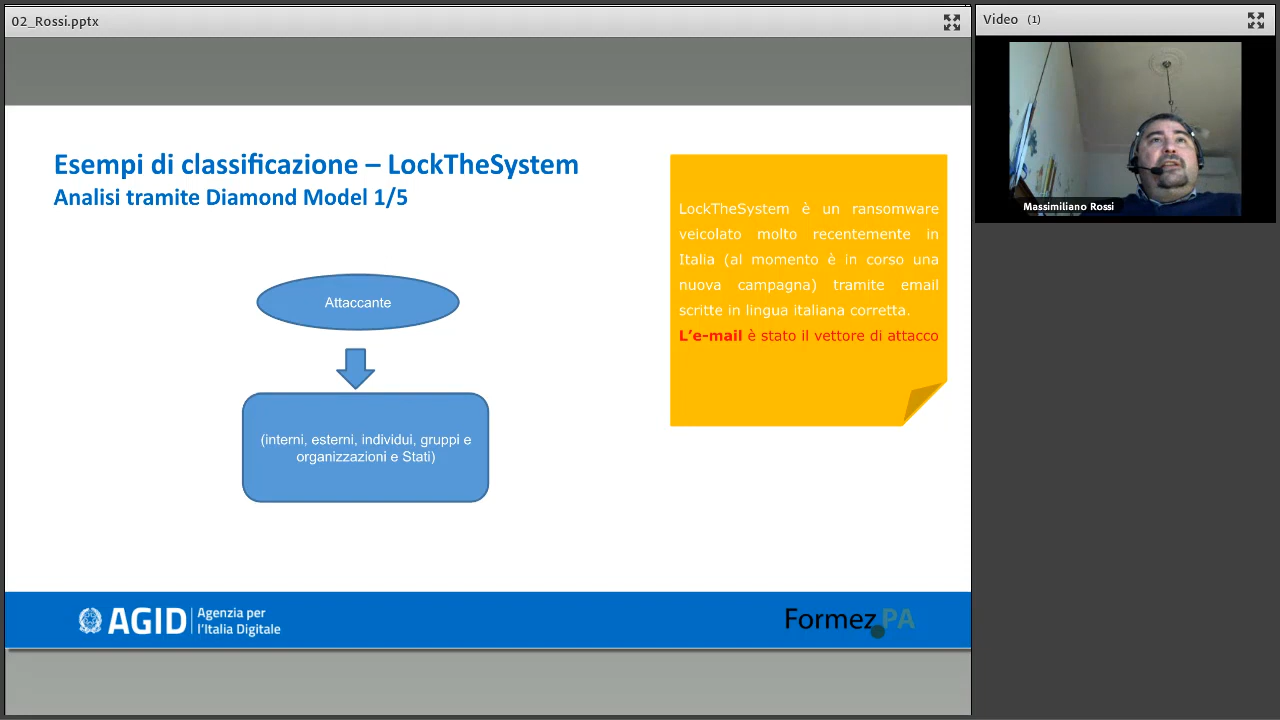 02_Rossi.pptx
Video (1)
Massimiliano Rossi
Esempi di classificazione – LockTheSystem
Analisi tramite Diamond Model 1/5
LockTheSystem è un ransomware
veicolato molto recentemente in
Italia (al momento è in corso una
nuova campagna) tramite email
scritte in lingua italiana corretta.
L’e-mail è stato il vettore di attacco
Attaccante
(interni, esterni, individui, gruppi e
organizzazioni e Stati)
AGID
Agenzia per
l’Italia Digitale
Formez PA